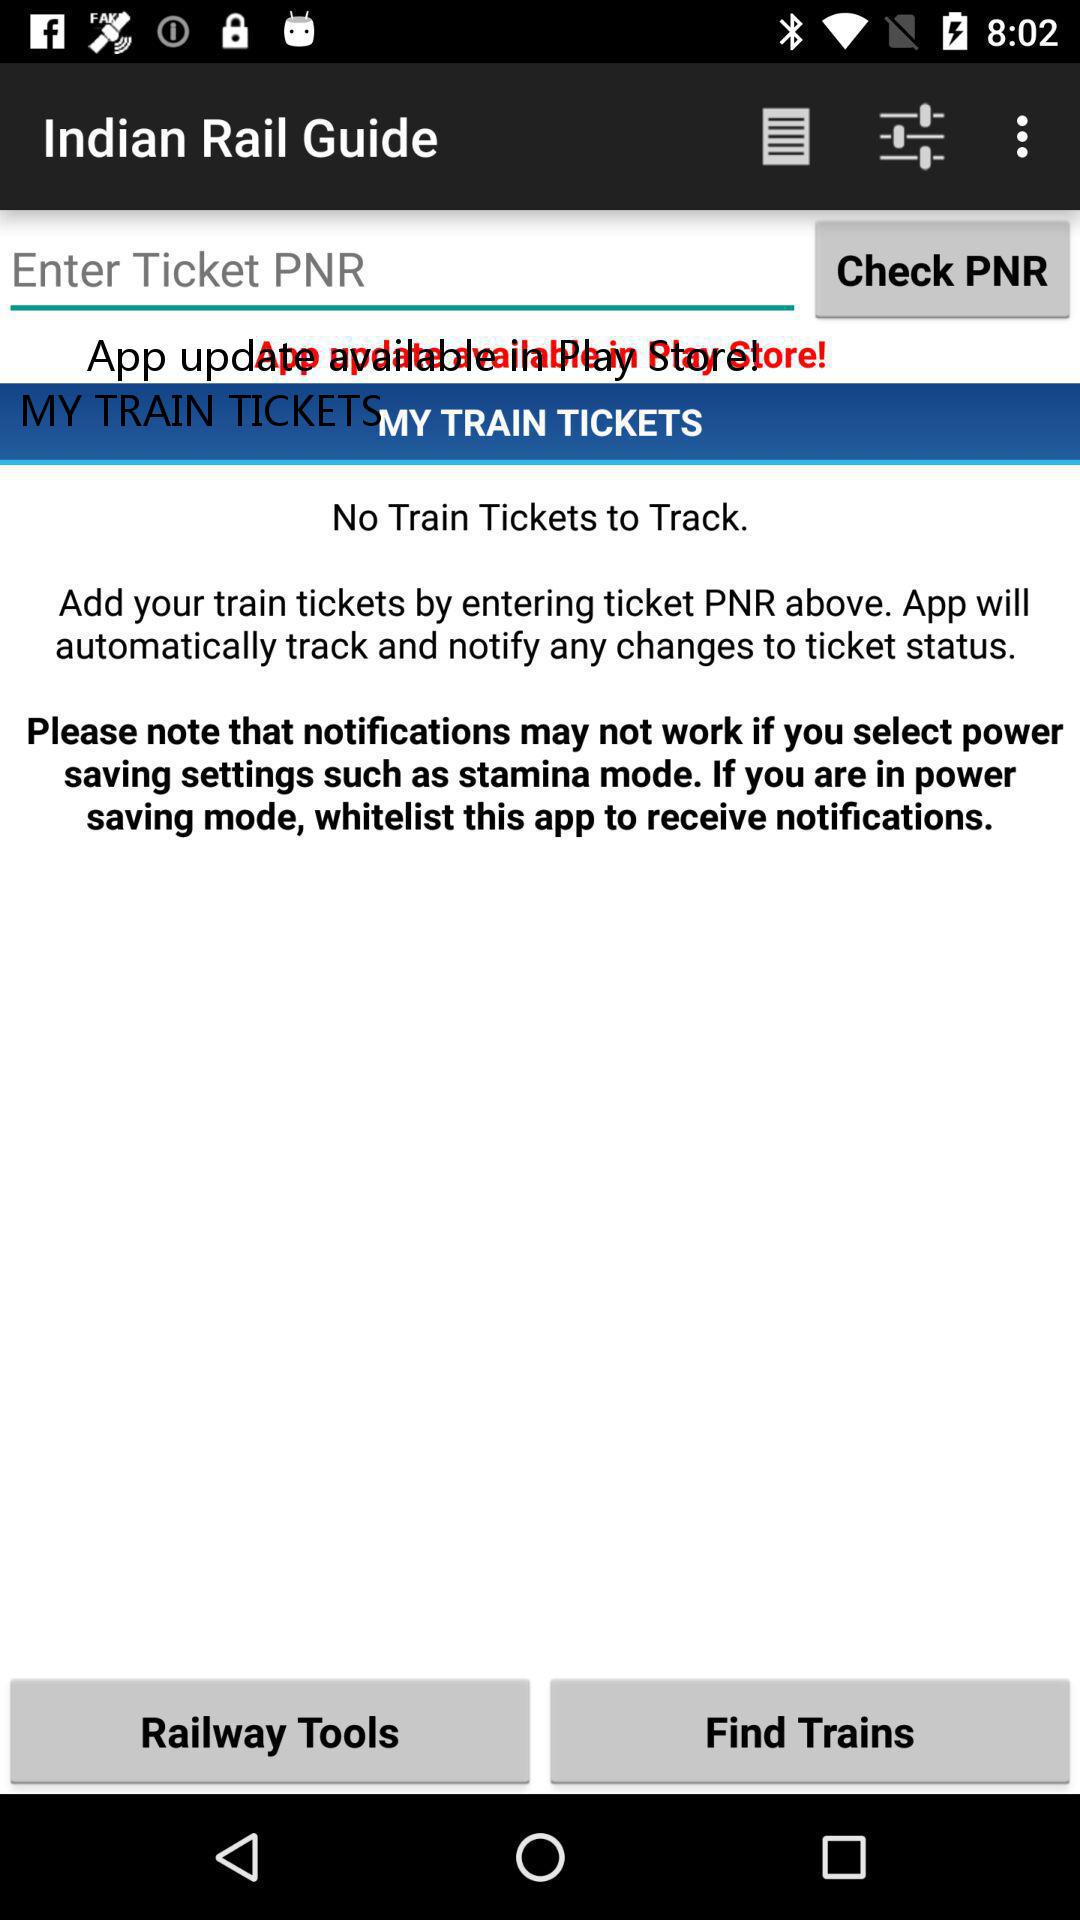 FAK
8:02
Indian Rail Guide
Enter Ticket PNR
Check PNR
App update available in Play Store!
App update available in Play Store!
MY TRAIN TICKETS
MY TRAIN TICKETS
No Train Tickets to Track.
Add your train tickets by entering ticket PNR above. App will
automatically track and notify any changes to ticket status.
Please note that notifications may not work if you select power
saving settings such as stamina mode. If you are in power
saving mode, whitelist this app to receive notifications.
Railway Tools
Find Trains